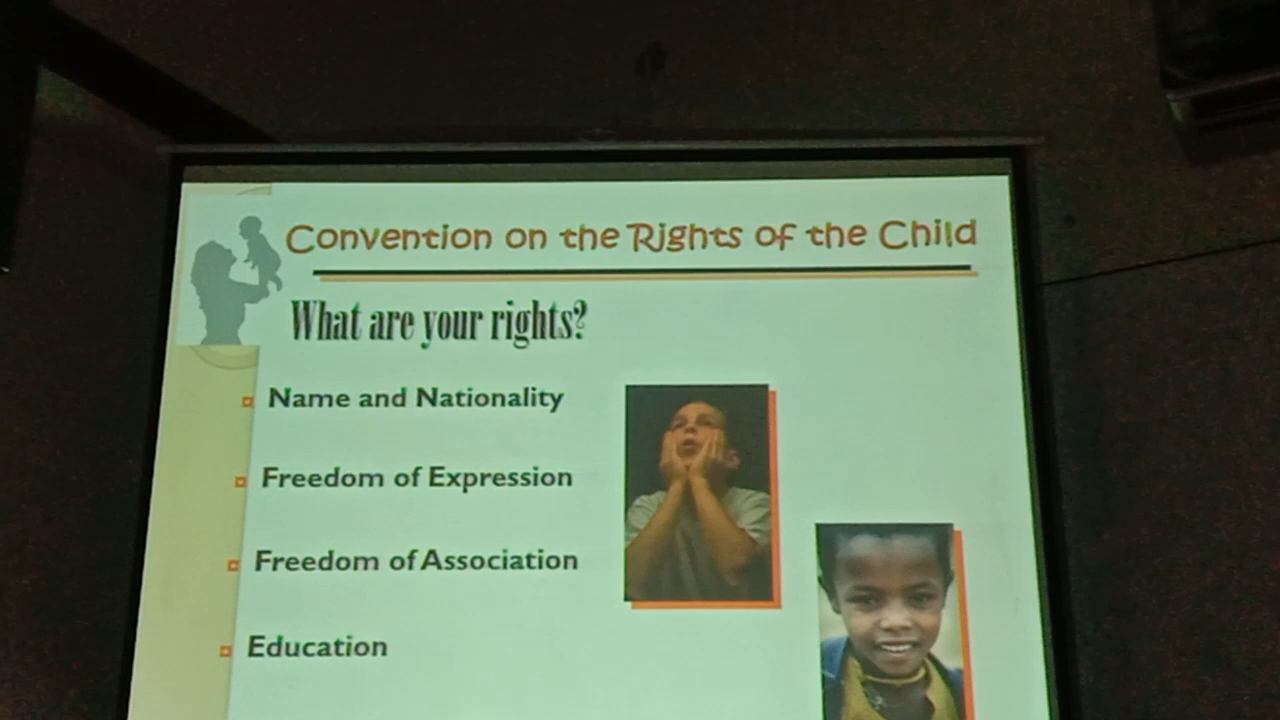 Convention on the Rights of the Child
What are your rights?
Name and Nationality
Freedom of Expression
Freedom of Association
Education